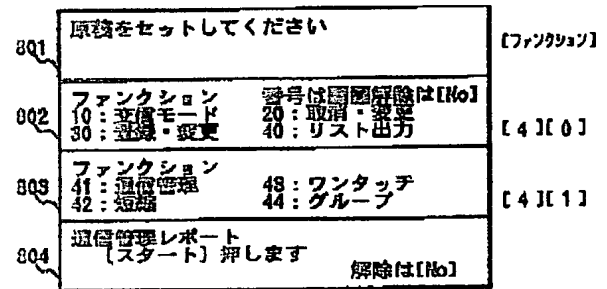 原稿をセットしてください
801
[ファンクション]
ファンクション 番号は 解除は[No]
802
10:交信モード 20:取消・変更
30:登録・変更 40:リスト出力
[4][0]
ファンクション
803
41:通信管理 43:ワンタッチ
42:短縮 44:グループ
[4][1]
通信管理レポート
804
[スタート]押します
解除は[No]